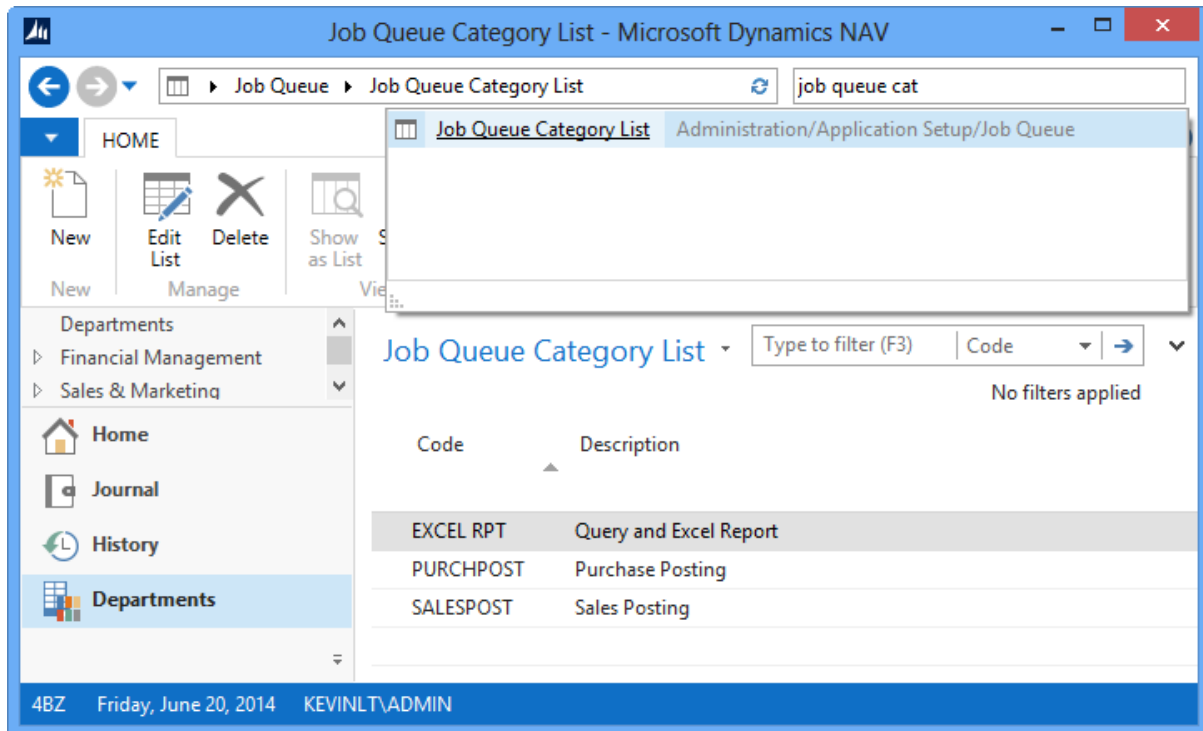 Job Queue Category List - Microsoft Dynamics NAV
Job Queue Job Queue Category List
job queue cat
Job Queue Category List Administration/Application Setup/Job Queue
HOME
New
Edit List
Delete
Show as List
S
New
Manage
Vie
Departments
Financial Management
Sales & Marketing
Home
Journal
History
Departments
Job Queue Category List
Type to filter (F3)
Code
No filters applied
Code Description
EXCEL RPT Query and Excel Report
PURCHPOST Purchase Posting
SALESPOST Sales Posting
4BZ Friday, June 20, 2014 KEVINLT\ADMIN